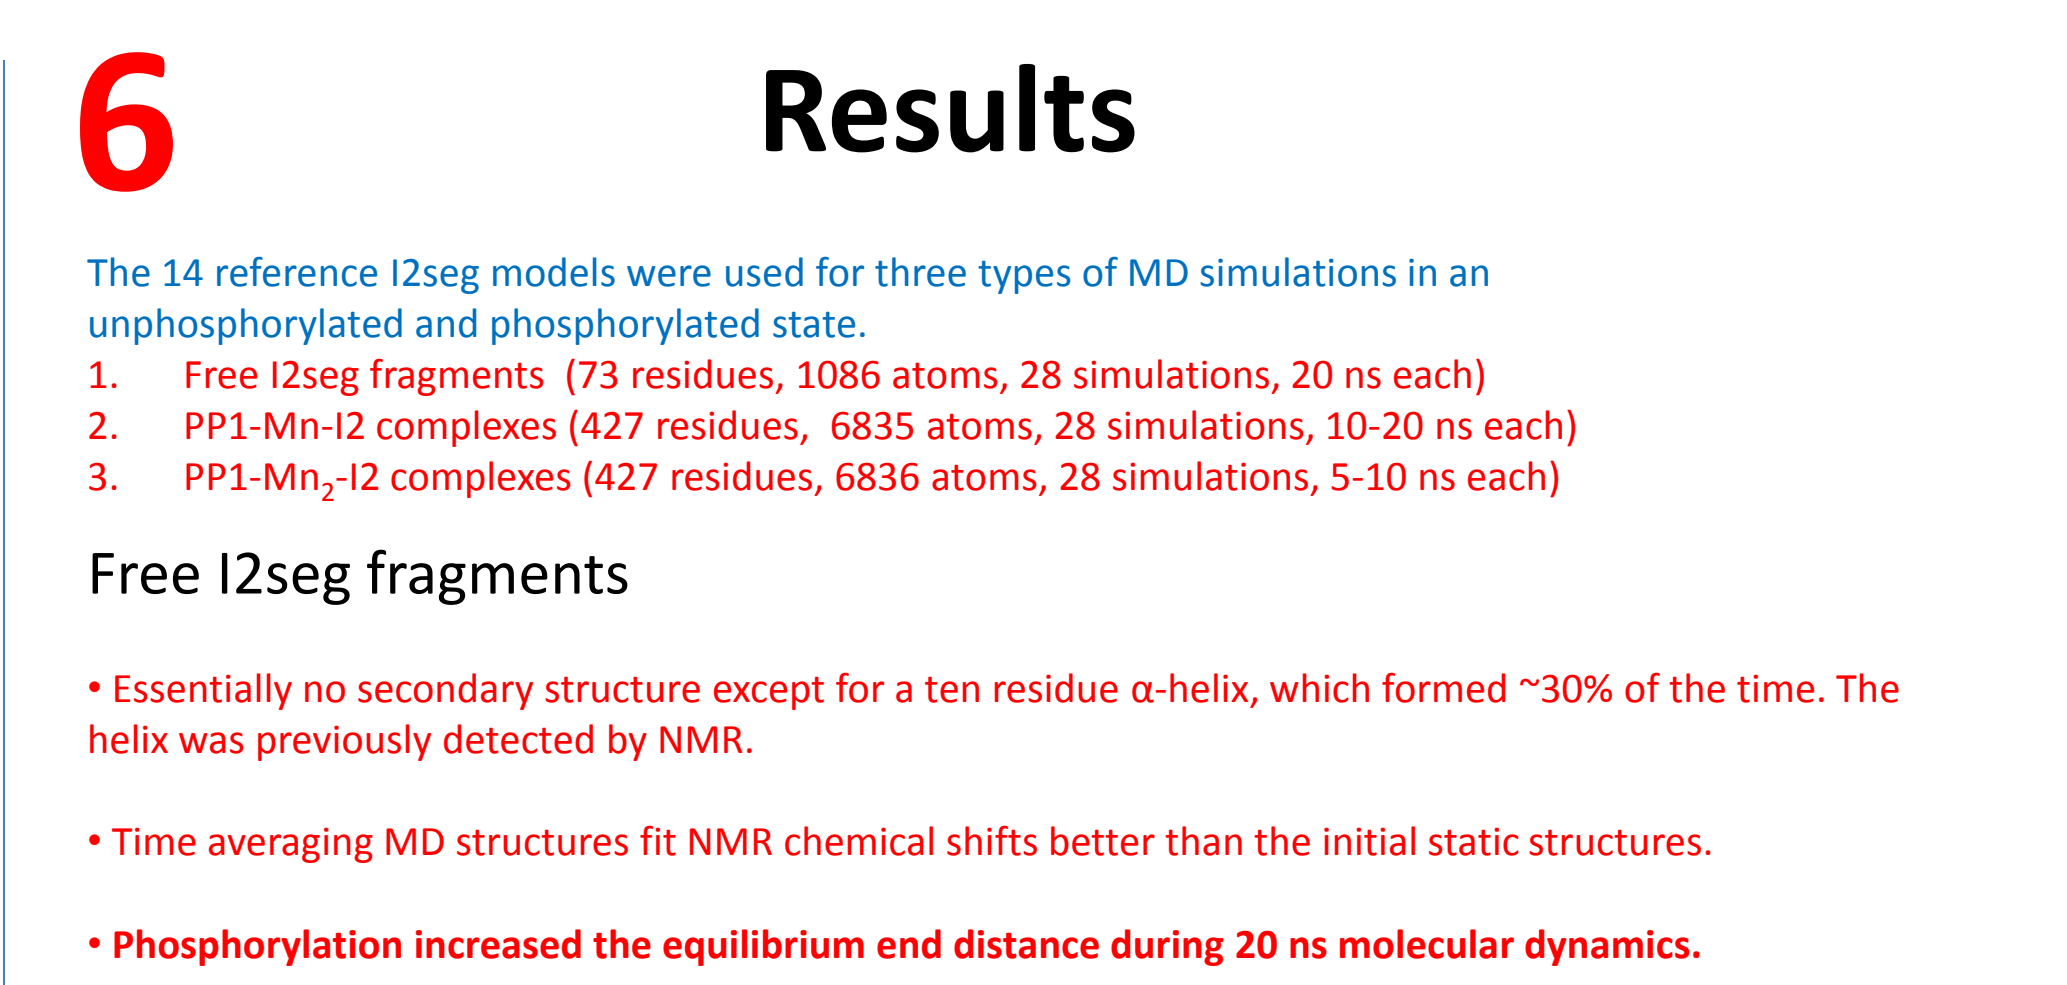 6
Results
The 14 reference I2seg models were used for three types of MD simulations in an
unphosphorylated and phosphorylated state.
1. Free I2seg fragments  (73 residues, 1086 atoms, 28 simulations, 20 ns each)
2. PP1-Mn-I2 complexes (427 residues,  6835 atoms, 28 simulations, 10-20 ns each)
3. PP1-Mn₂-I2 complexes (427 residues, 6836 atoms, 28 simulations, 5-10 ns each)
Free I2seg fragments
• Essentially no secondary structure except for a ten residue α-helix, which formed ~30% of the time. The
helix was previously detected by NMR.
• Time averaging MD structures fit NMR chemical shifts better than the initial static structures.
• Phosphorylation increased the equilibrium end distance during 20 ns molecular dynamics.